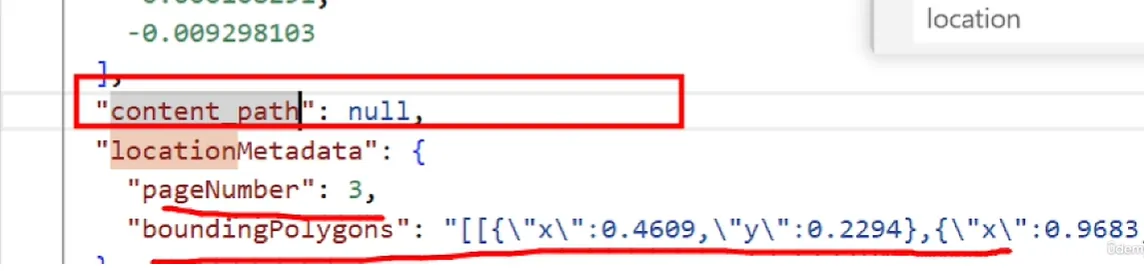 -0.009298103
location
],
"content_path": null,
"locationMetadata": {
"pageNumber": 3,
"boundingPolygons": "[[{\"x\":0.4609,\"y\":0.2294},{\"x\":0.9683,